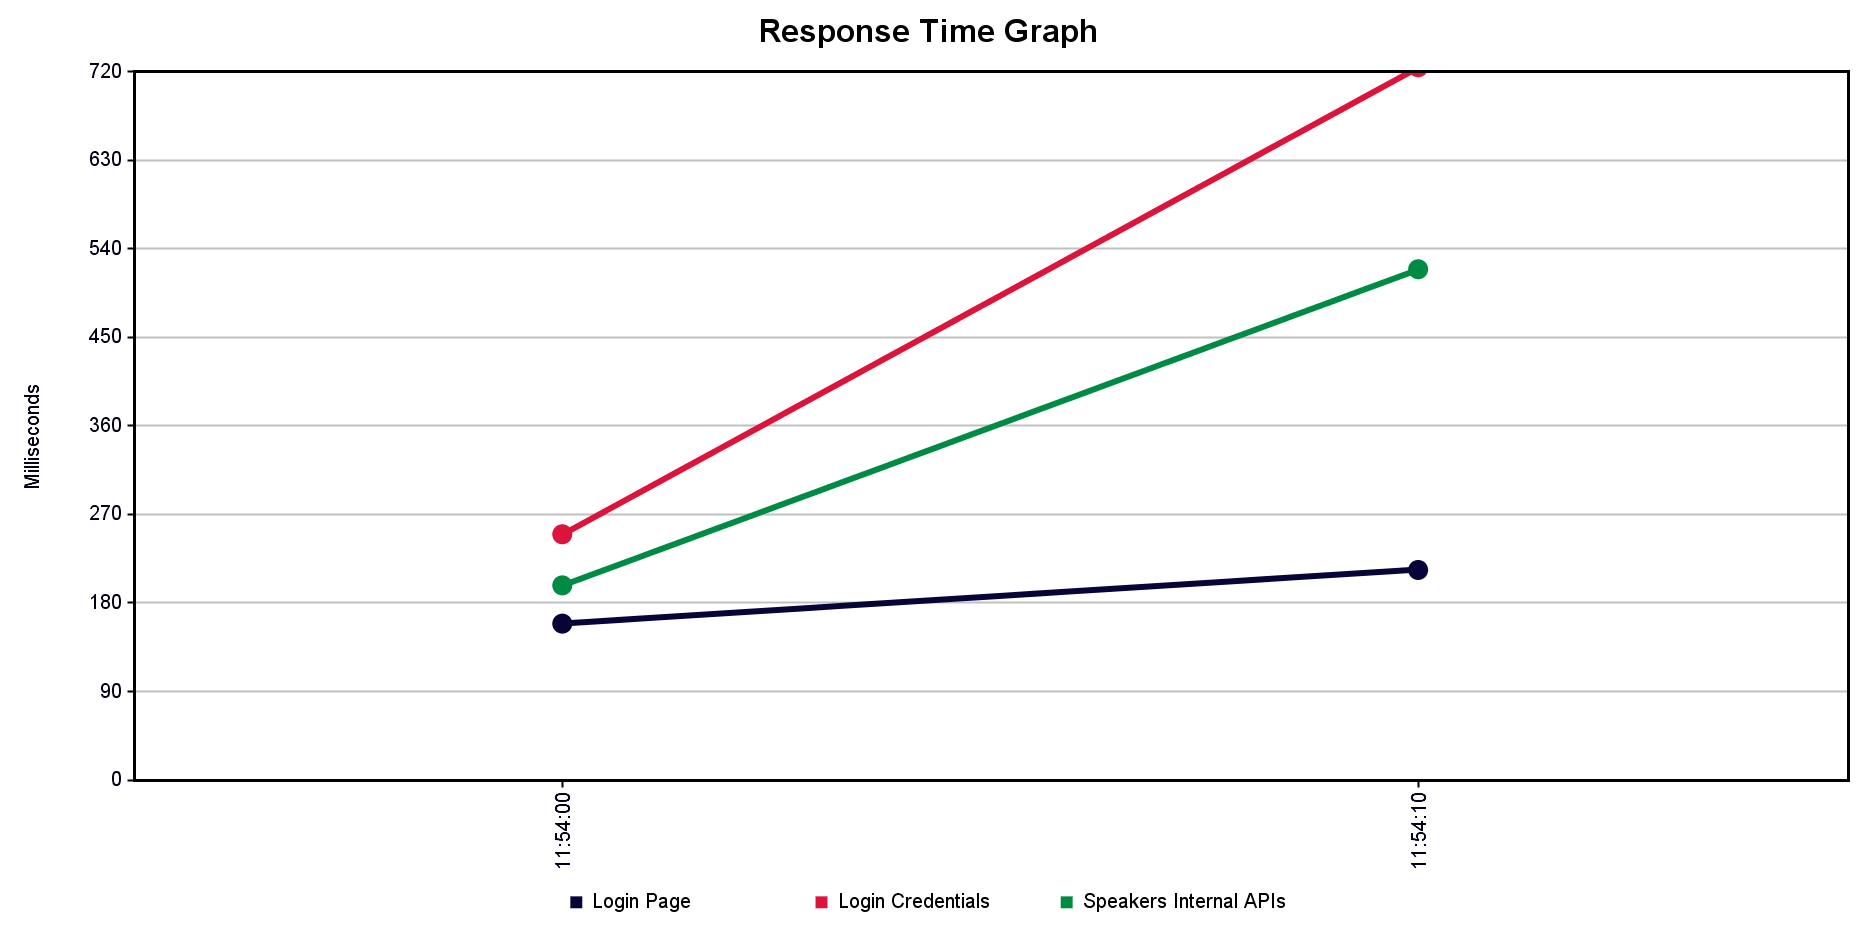 Response Time Graph
720
630
540
450
360
270
180
90
0
Milliseconds
11:54:00
11:54:10
Login Page
Login Credentials
Speakers Internal APIs